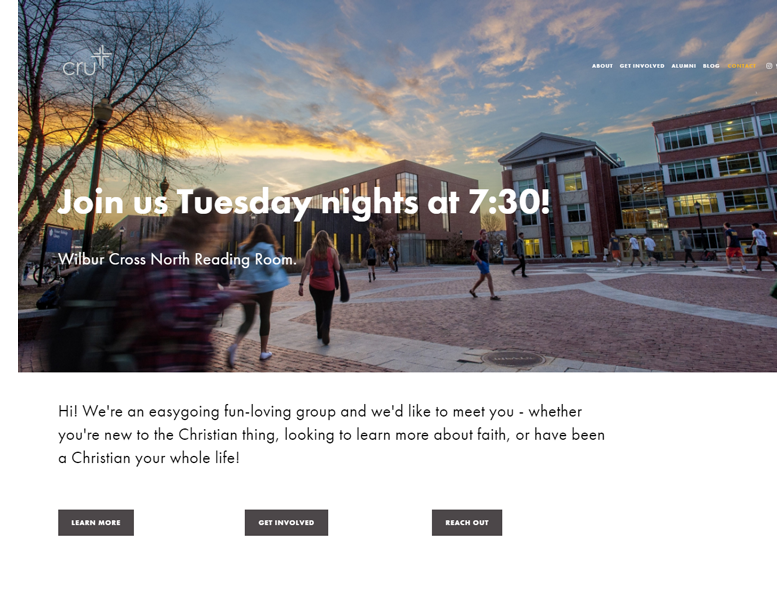 cru
ABOUT GET INVOLVED ALUMNI BLOG CONTACT
Join us Tuesday nights at 7:30!
Wilbur Cross North Reading Room.
Hi! We're an easygoing fun-loving group and we'd like to meet you - whether
you're new to the Christian thing, looking to learn more about faith, or have been
a Christian your whole life!
LEARN MORE GET INVOLVED REACH OUT